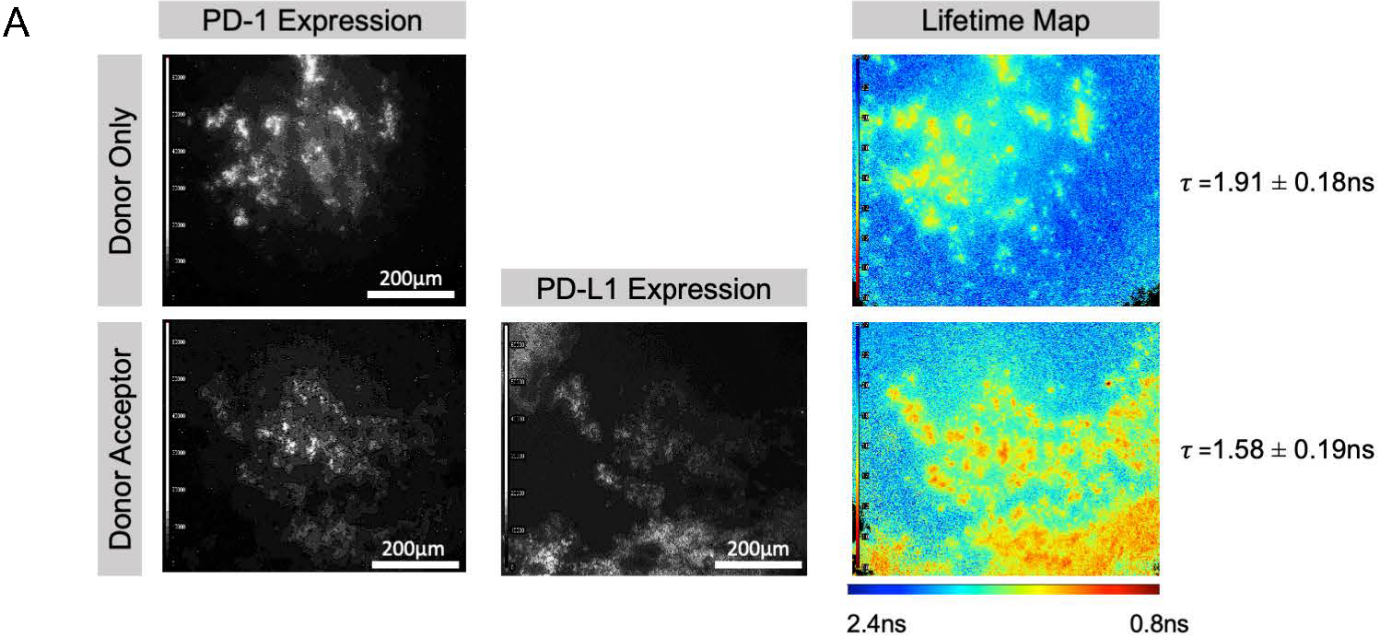 A
PD-1 Expression
Lifetime Map
Donor Only
200µm
τ =1.91 ± 0.18ns
PD-L1 Expression
Donor Acceptor
200µm
200µm
τ =1.58 ± 0.19ns
2.4ns
0.8ns